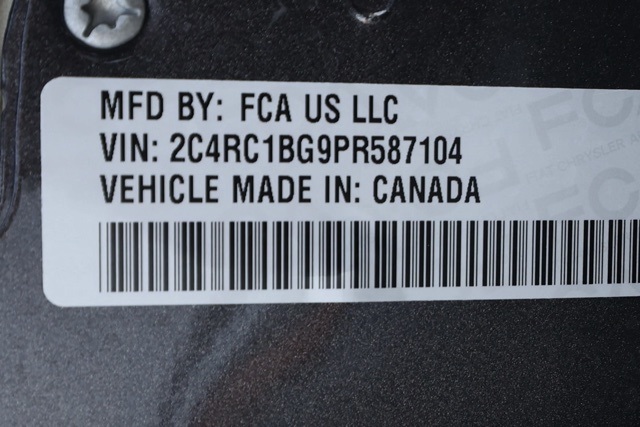 MFD BY: FCA US LLC
VIN: 2C4RC1BG9PR587104
VEHICLE MADE IN: CANADA